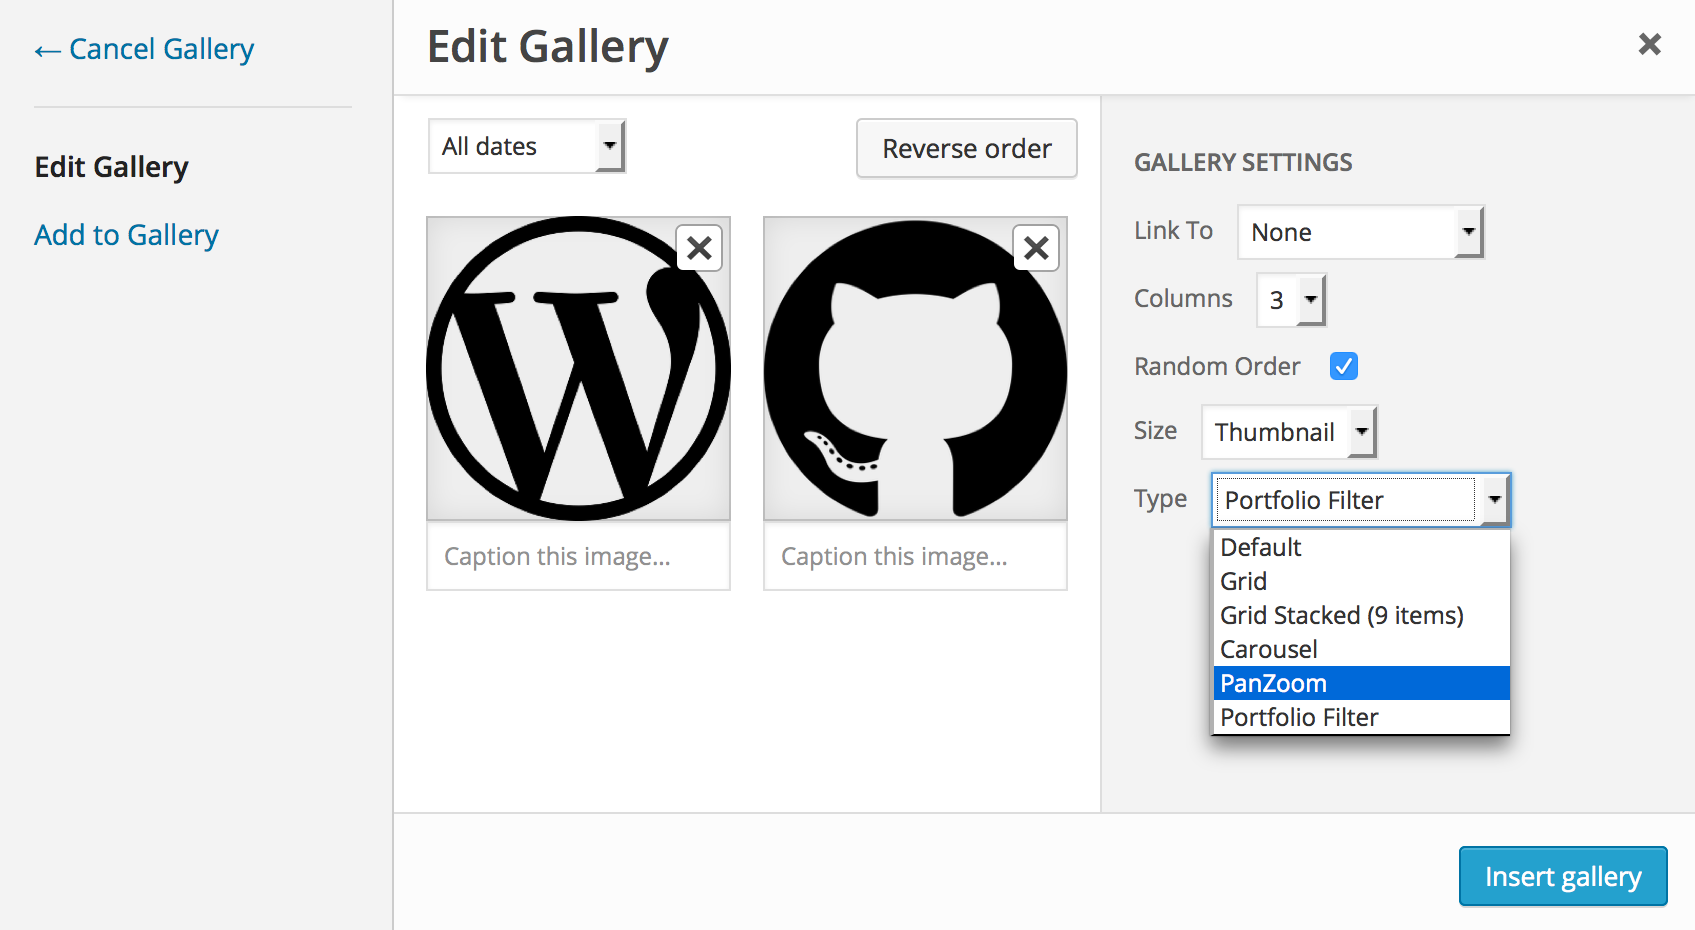 ← Cancel Gallery
Edit Gallery
Add to Gallery
Edit Gallery
All dates
Reverse order
Caption this image...
Caption this image...
GALLERY SETTINGS
Link To None
Columns 3
Random Order
Size Thumbnail
Type Portfolio Filter
Default
Grid
Grid Stacked (9 items)
Carousel
PanZoom
Portfolio Filter
Insert gallery